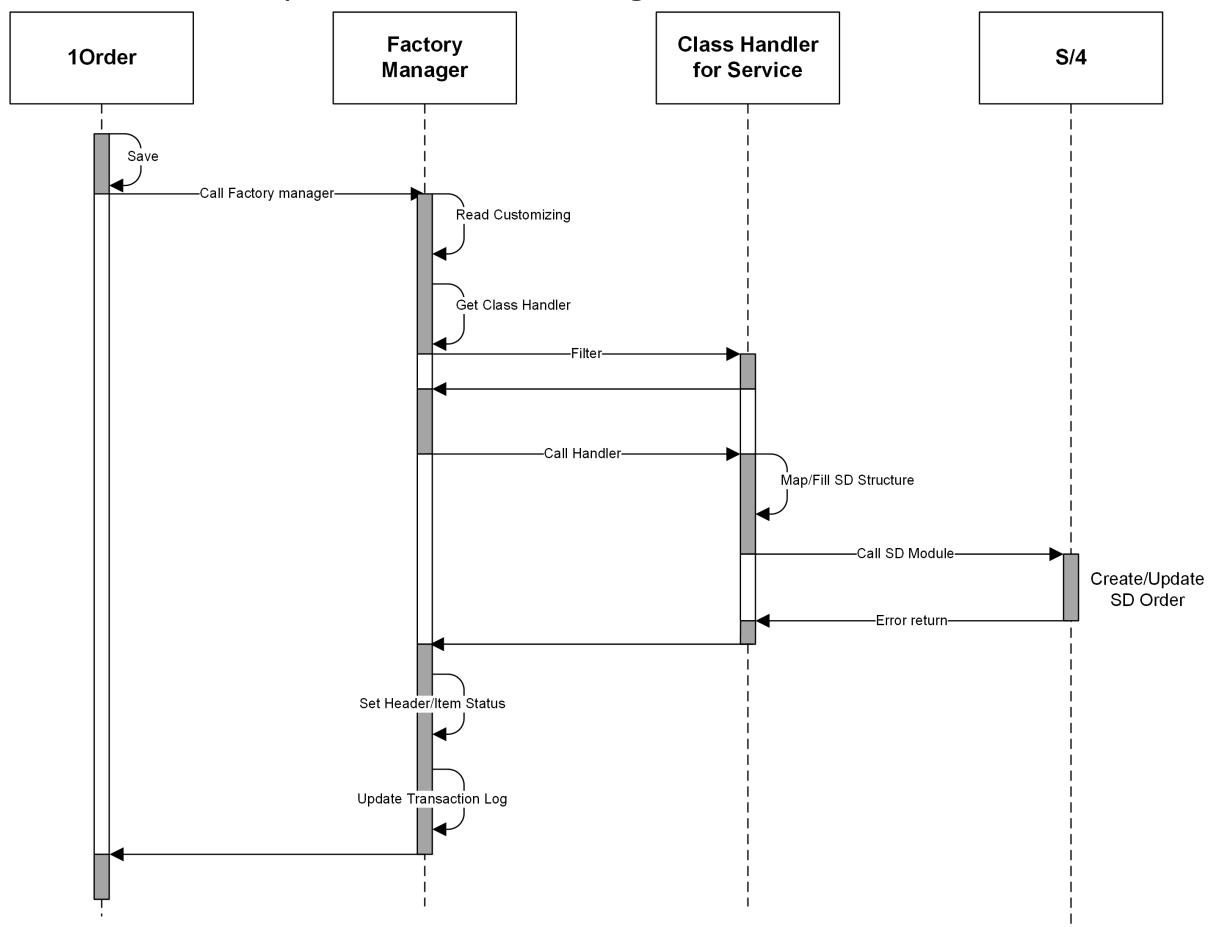 1Order
Factory
Manager
Class Handler
for Service
S/4
Save
Call Factory manager
Read Customizing
Get Class Handler
Filter
Call Handler
Map/Fill SD Structure
Call SD Module
Create/Update
SD Order
Error return
Set Header/Item Status
Update Transaction Log